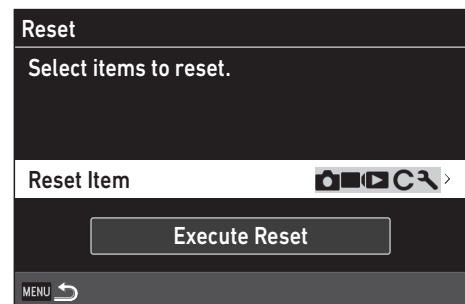 Reset
Select items to reset.
Reset Item
Execute Reset
MENU